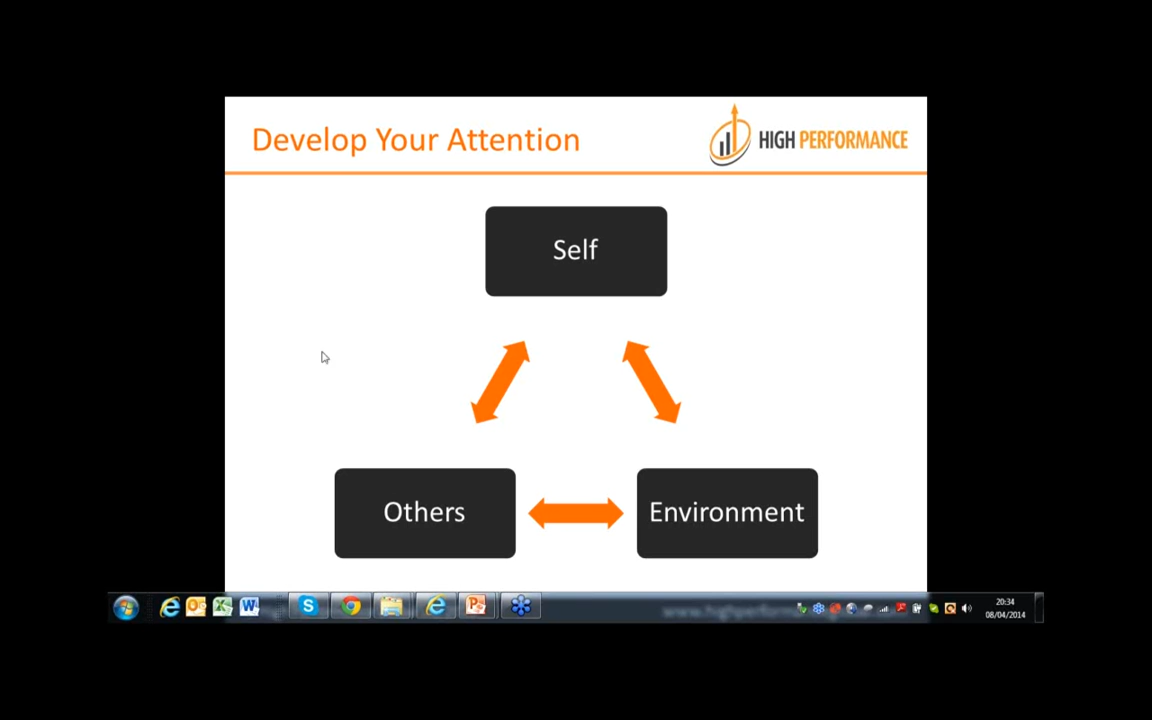 Develop Your Attention
HIGH PERFORMANCE
Self
Others
Environment
20:34
08/04/2014